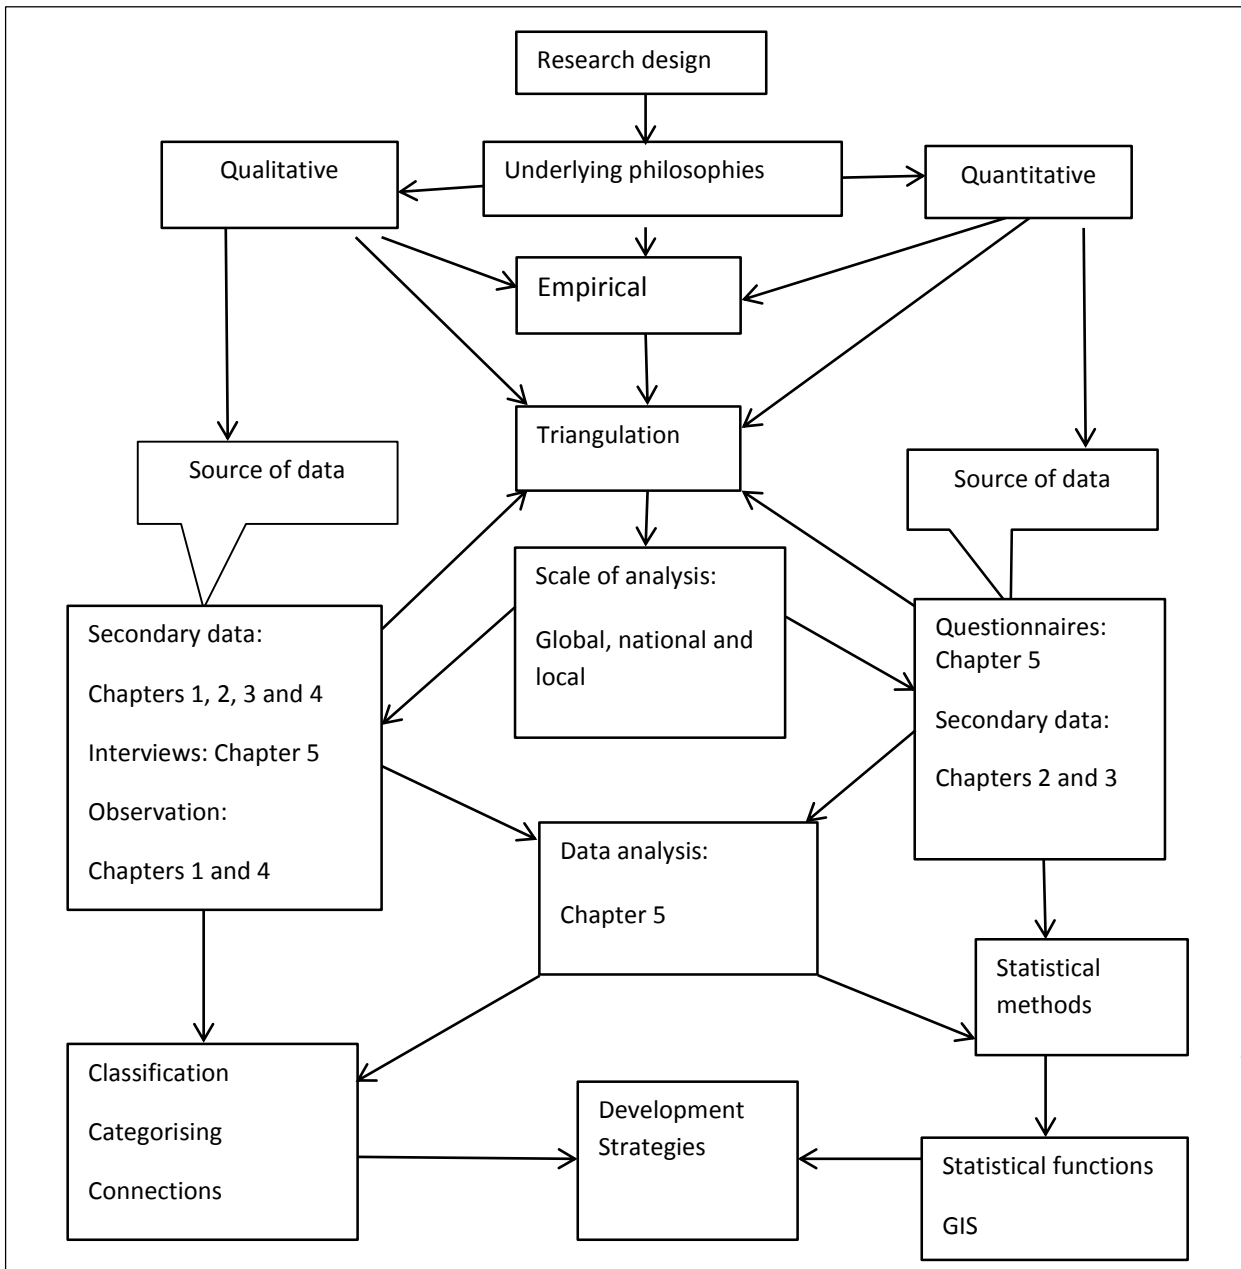 Research design
Qualitative
Underlying philosophies
Quantitative
Empirical
Triangulation
Source of data
Source of data
Scale of analysis:
Global, national and
local
Secondary data:
Chapters 1, 2, 3 and 4
Interviews: Chapter 5
Observation:
Chapters 1 and 4
Questionnaires:
Chapter 5
Secondary data:
Chapters 2 and 3
Data analysis:
Chapter 5
Statistical
methods
Classification
Categorising
Connections
Development
Strategies
Statistical functions
GIS